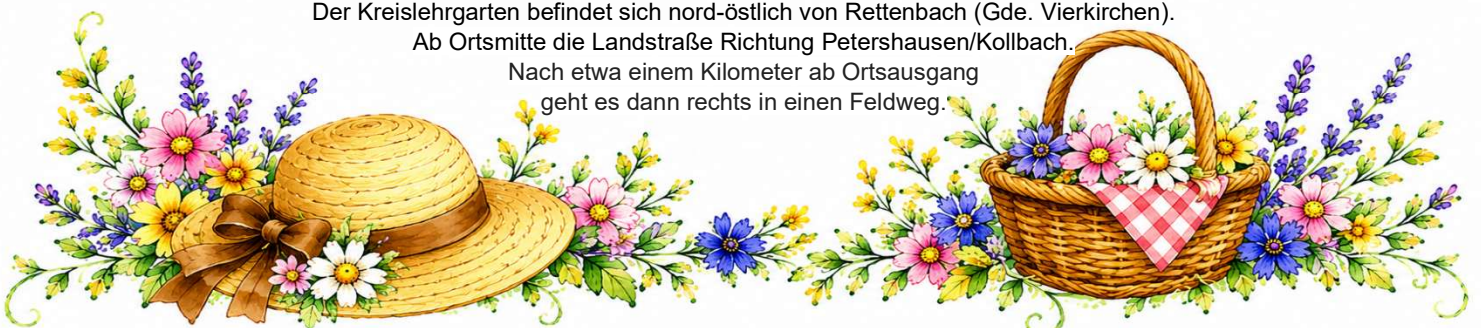 Der Kreislehrgarten befindet sich nord-östlich von Rettenbach (Gde. Vierkirchen).
Ab Ortsmitte die Landstraße Richtung Petershausen/Kollbach.
Nach etwa einem Kilometer ab Ortsausgang
geht es dann rechts in einen Feldweg.